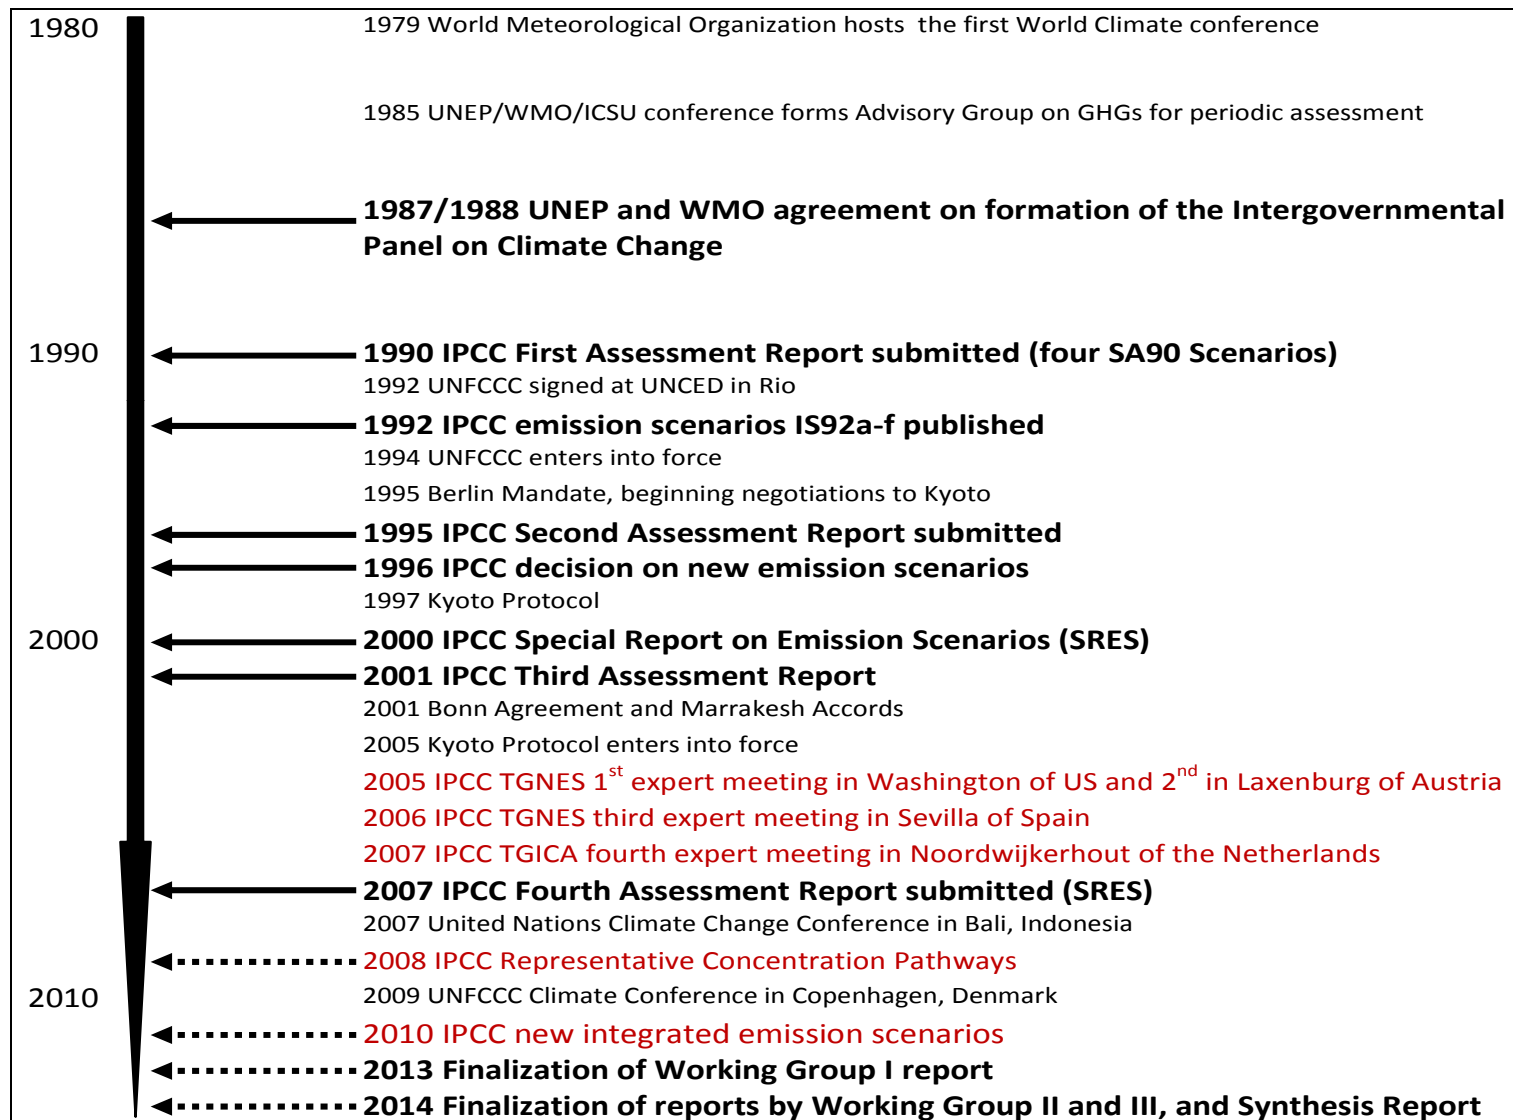 1980 1979 World Meteorological Organization hosts the first World Climate conference
1985 UNEP/WMO/ICSU conference forms Advisory Group on GHGs for periodic assessment
1987/1988 UNEP and WMO agreement on formation of the Intergovernmental
Panel on Climate Change
1990 1990 IPCC First Assessment Report submitted (four SA90 Scenarios)
1992 UNFCCC signed at UNCED in Rio
1992 IPCC emission scenarios IS92a-f published
1994 UNFCCC enters into force
1995 Berlin Mandate, beginning negotiations to Kyoto
1995 IPCC Second Assessment Report submitted
1996 IPCC decision on new emission scenarios
1997 Kyoto Protocol
2000 2000 IPCC Special Report on Emission Scenarios (SRES)
2001 IPCC Third Assessment Report
2001 Bonn Agreement and Marrakesh Accords
2005 Kyoto Protocol enters into force
2005 IPCC TGNES 1st expert meeting in Washington of US and 2nd in Laxenburg of Austria
2006 IPCC TGNES third expert meeting in Sevilla of Spain
2007 IPCC TGICA fourth expert meeting in Noordwijkerhout of the Netherlands
2007 IPCC Fourth Assessment Report submitted (SRES)
2007 United Nations Climate Change Conference in Bali, Indonesia
2008 IPCC Representative Concentration Pathways
2010 2009 UNFCCC Climate Conference in Copenhagen, Denmark
2010 IPCC new integrated emission scenarios
2013 Finalization of Working Group I report
2014 Finalization of reports by Working Group II and III, and Synthesis Report